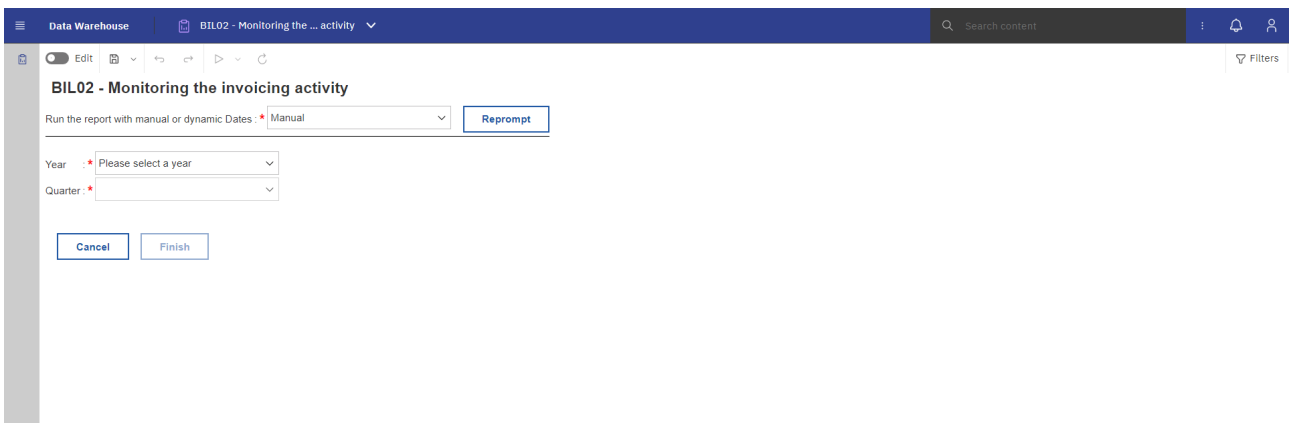 Data Warehouse BIL02 - Monitoring the ... activity Search content
Edit Filters
BIL02 - Monitoring the invoicing activity
Run the report with manual or dynamic Dates : * Manual Reprompt
Year : * Please select a year
Quarter : *
Cancel Finish